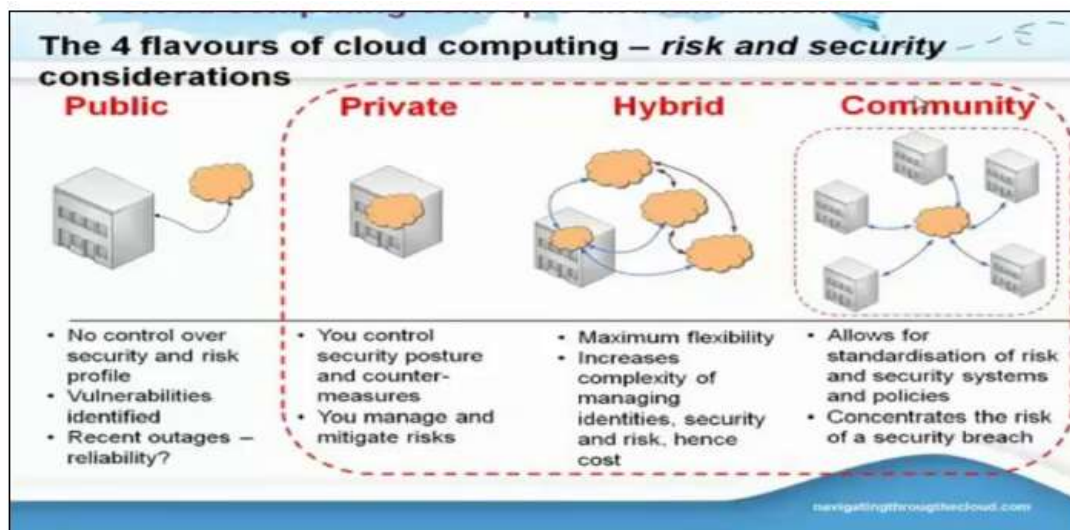 The 4 flavours of cloud computing – risk and security
considerations
Public
Private
Hybrid
Community
• No control over
security and risk
profile
• Vulnerabilities
identified
• Recent outages –
reliability?
• You control
security posture
and counter-
measures
• You manage and
mitigate risks
• Maximum flexibility
• Increases
complexity of
managing
identities, security
and risk, hence
cost
• Allows for
standardisation of risk
and security systems
and policies
• Concentrates the risk
of a security breach
navigatingthroughthecloud.com